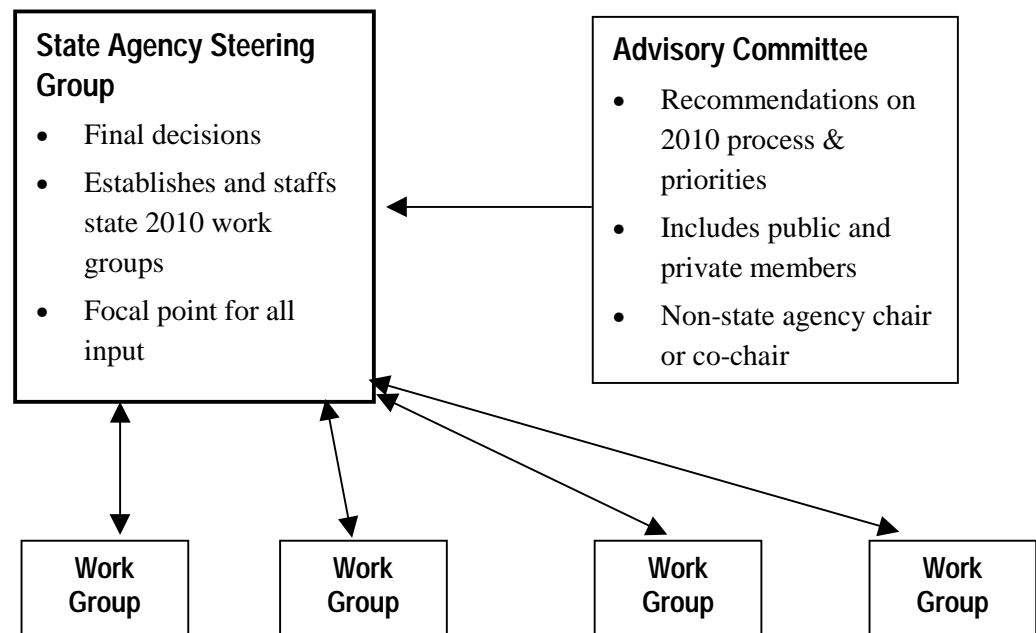 State Agency Steering
Group
• Final decisions
• Establishes and staffs
state 2010 work
groups
• Focal point for all
input
Advisory Committee
• Recommendations on
2010 process &
priorities
• Includes public and
private members
• Non-state agency chair
or co-chair
Work
Group
Work
Group
Work
Group
Work
Group